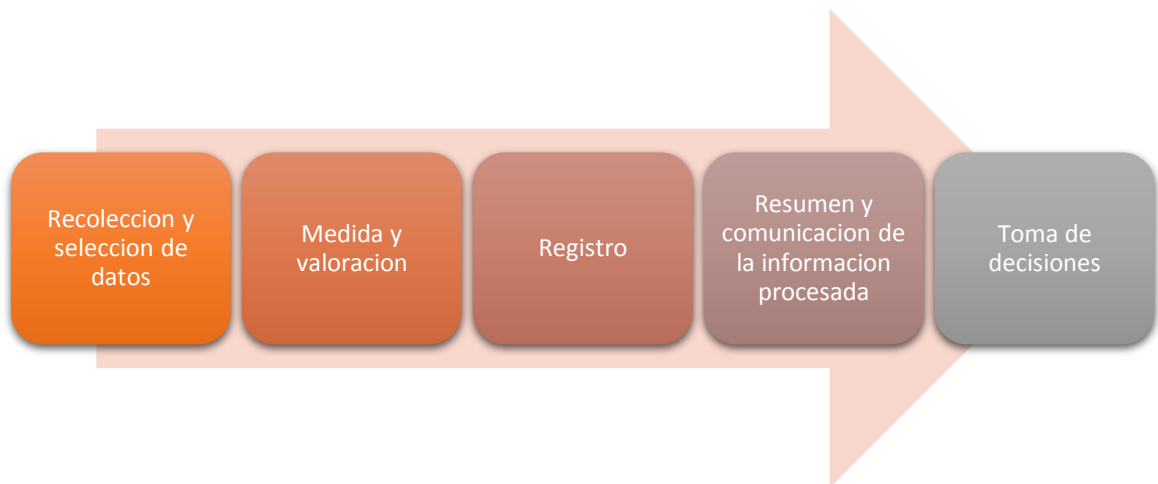 Recoleccion y
seleccion de
datos
Medida y
valoracion
Registro
Resumen y
comunicacion de
la informacion
procesada
Toma de
decisiones